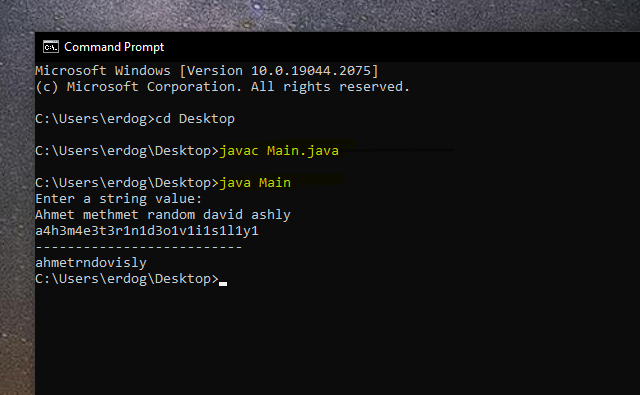 Command Prompt
Microsoft Windows [Version 10.0.19044.2075]
(c) Microsoft Corporation. All rights reserved.
C:\Users\erdog>cd Desktop
C:\Users\erdog\Desktop>javac Main.java
C:\Users\erdog\Desktop>java Main
Enter a string value:
Ahmet methmet random david ashly
a4h3m4e3t3r1n1d3o1v1i1s1l1y1
--------------------------
ahmetrndovisly
C:\Users\erdog\Desktop>